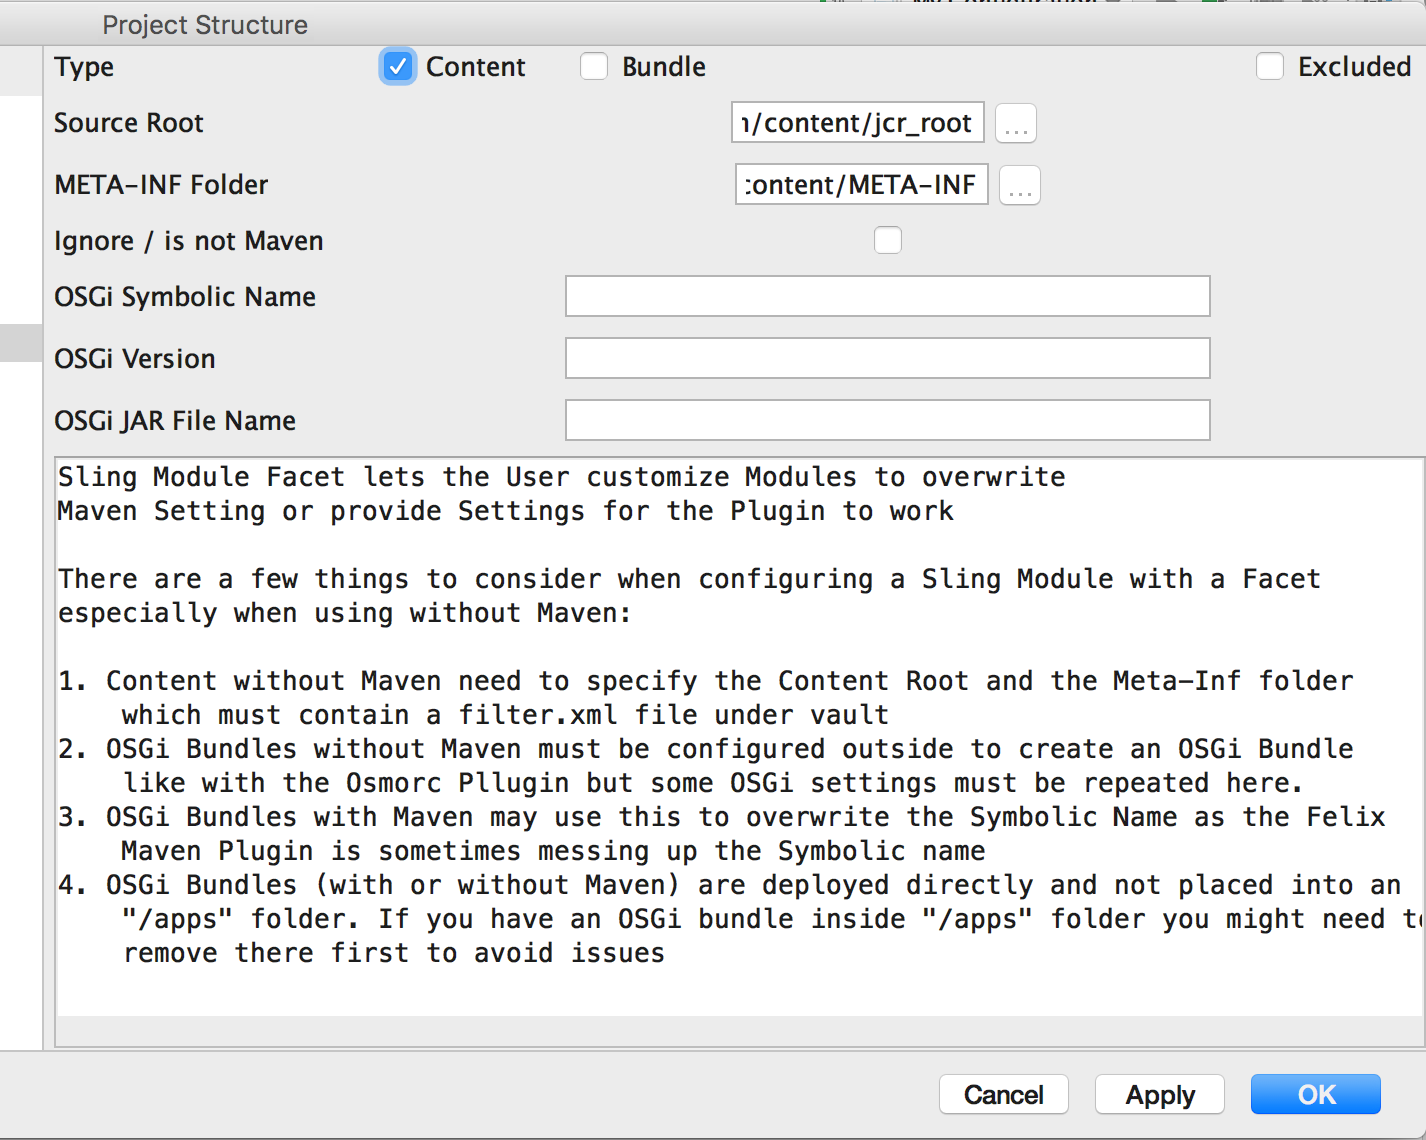 Project Structure
Type Content Bundle Excluded
Source Root /content/jcr_root ...
META-INF Folder content/META-INF ...
Ignore / is not Maven
OSGi Symbolic Name
OSGi Version
OSGi JAR File Name
Sling Module Facet lets the User customize Modules to overwrite
Maven Setting or provide Settings for the Plugin to work
There are a few things to consider when configuring a Sling Module with a Facet
especially when using without Maven:
1. Content without Maven need to specify the Content Root and the Meta-Inf folder
which must contain a filter.xml file under vault
2. OSGi Bundles without Maven must be configured outside to create an OSGi Bundle
like with the Osmorc Pllugin but some OSGi settings must be repeated here.
3. OSGi Bundles with Maven may use this to overwrite the Symbolic Name as the Felix
Maven Plugin is sometimes messing up the Symbolic name
4. OSGi Bundles (with or without Maven) are deployed directly and not placed into an
"/apps" folder. If you have an OSGi bundle inside "/apps" folder you might need to
remove there first to avoid issues
Cancel Apply OK